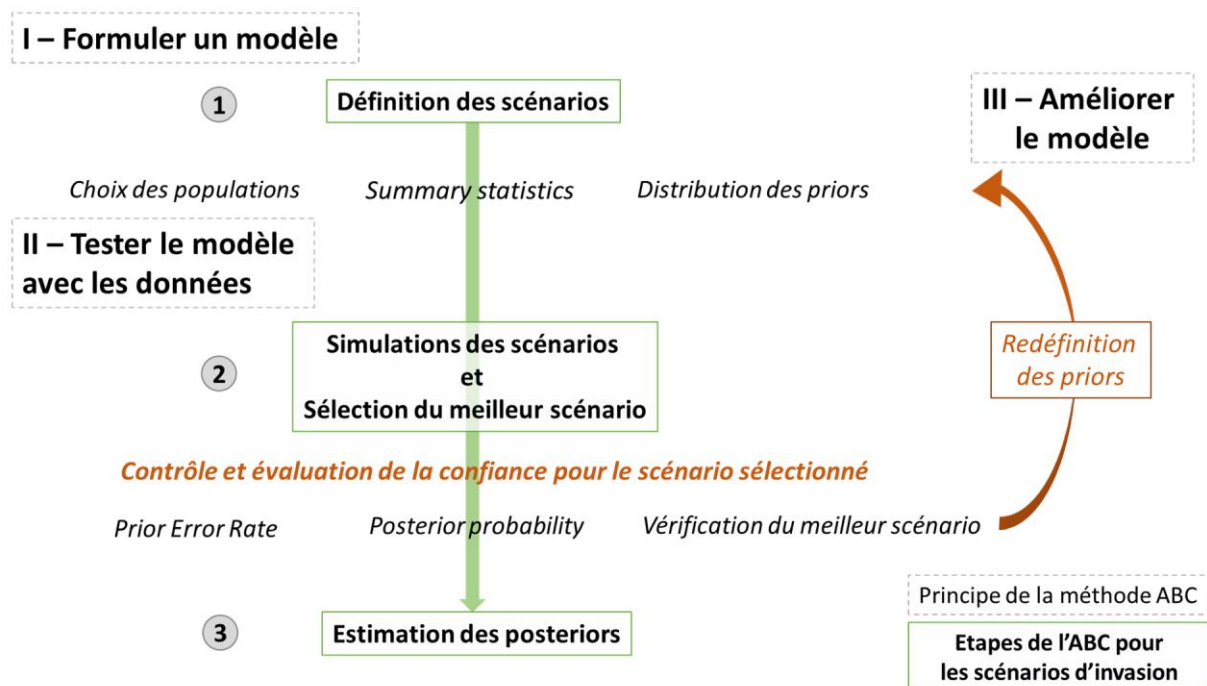 I – Formuler un modèle
1
Définition des scénarios
III – Améliorer
le modèle
Choix des populations
Summary statistics
Distribution des priors
II – Tester le modèle
avec les données
2
Simulations des scénarios
et
Sélection du meilleur scénario
Redéfinition
des priors
Contrôle et évaluation de la confiance pour le scénario sélectionné
Prior Error Rate
Posterior probability
Vérification du meilleur scénario
3
Estimation des posteriors
Principe de la méthode ABC
Etapes de l'ABC pour
les scénarios d'invasion